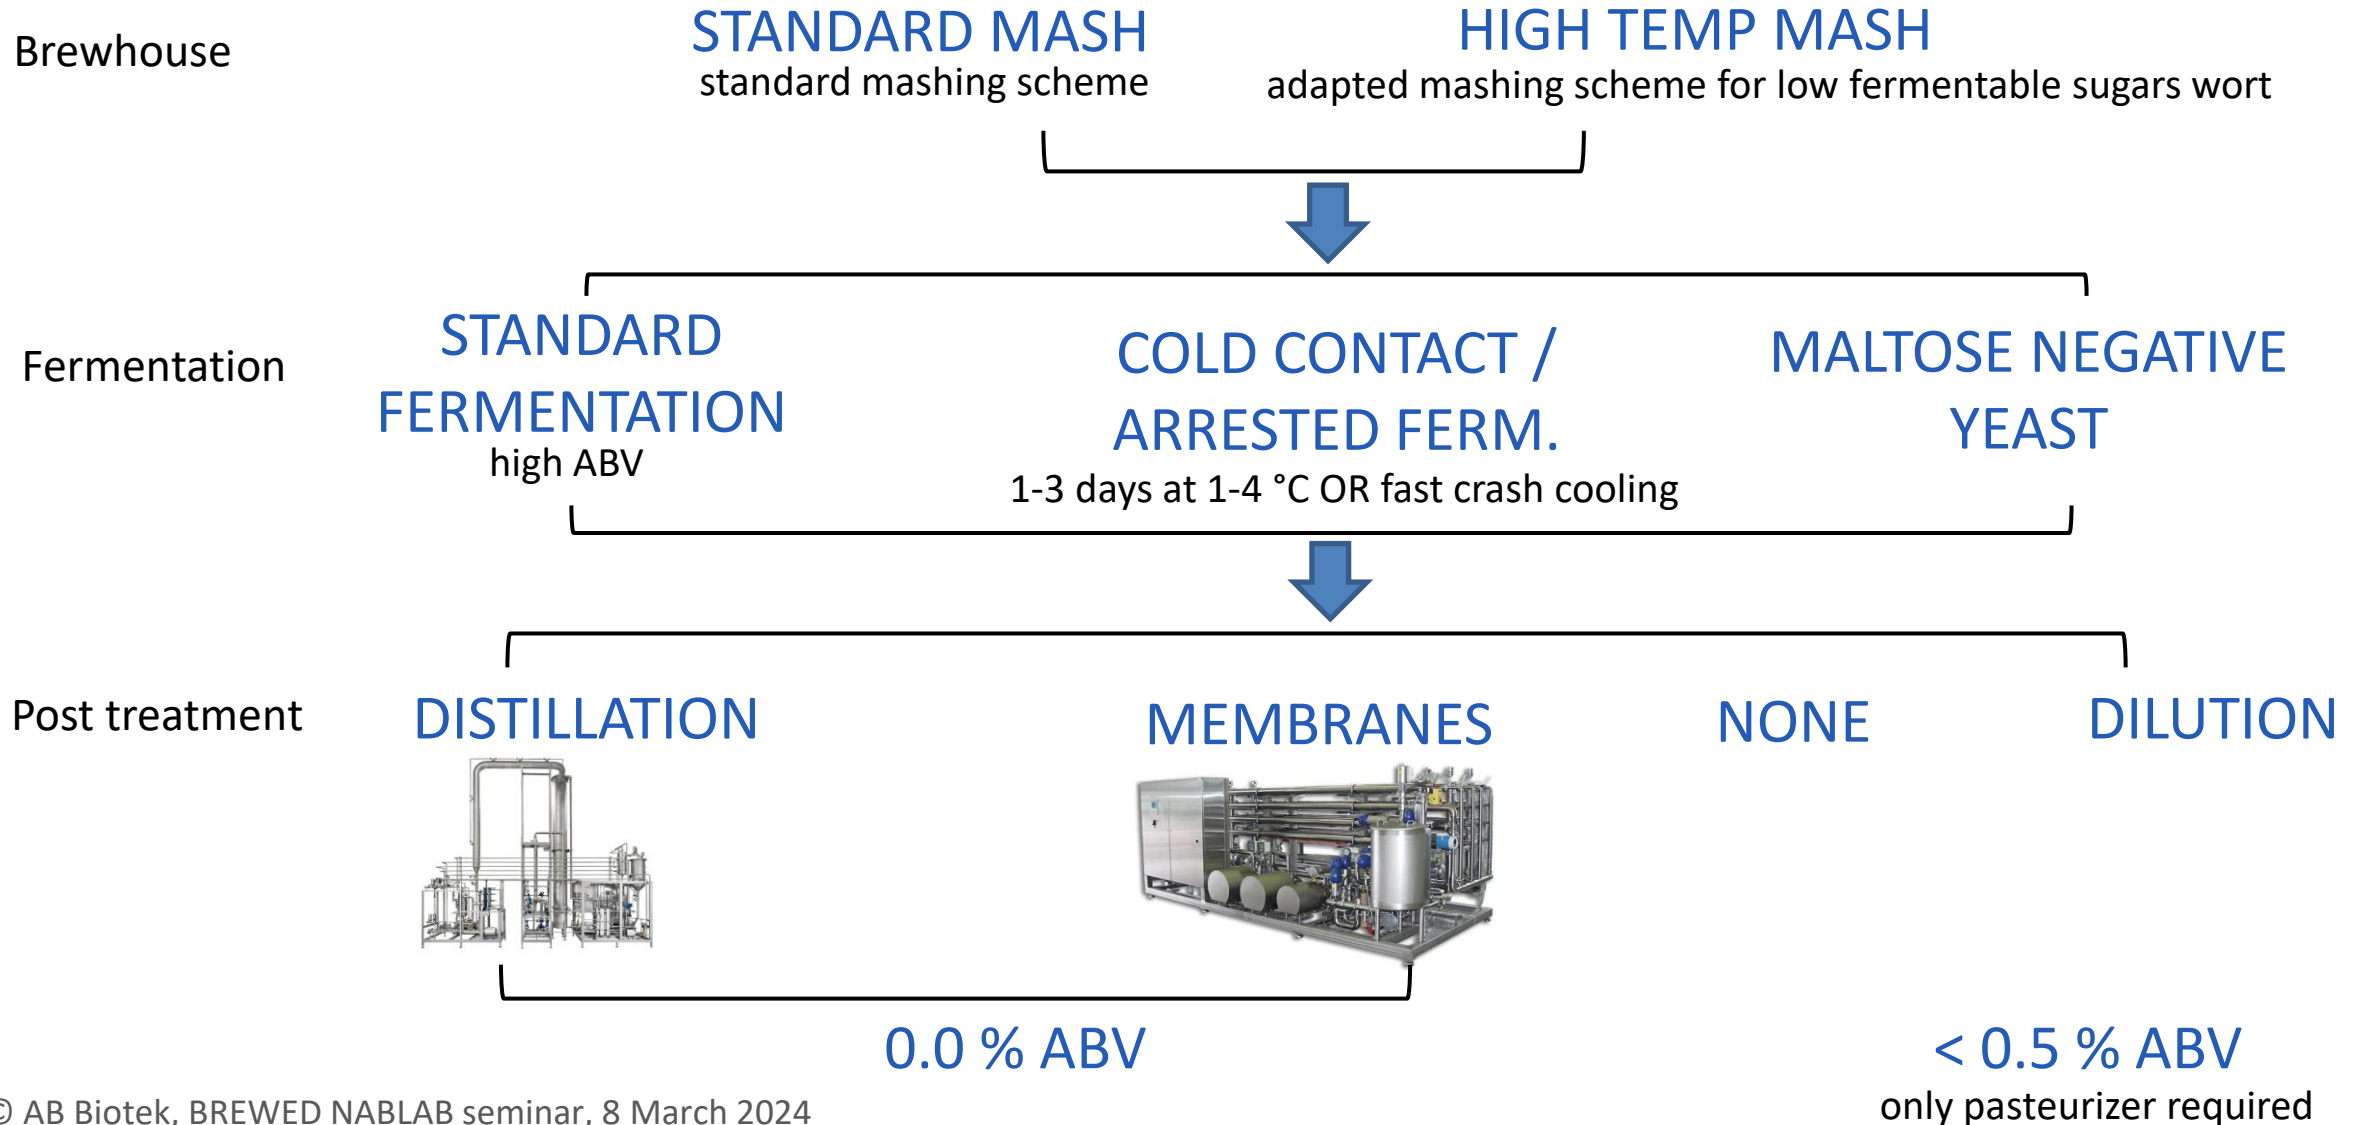 Brewhouse
STANDARD MASH
standard mashing scheme
HIGH TEMP MASH
adapted mashing scheme for low fermentable sugars wort
Fermentation
STANDARD
FERMENTATION
high ABV
COLD CONTACT /
ARRESTED FERM.
1-3 days at 1-4 °C OR fast crash cooling
MALTOSE NEGATIVE
YEAST
Post treatment
DISTILLATION
MEMBRANES
NONE
DILUTION
0.0 % ABV
< 0.5 % ABV
only pasteurizer required
© AB Biotek, BREWED NABLAB seminar, 8 March 2024